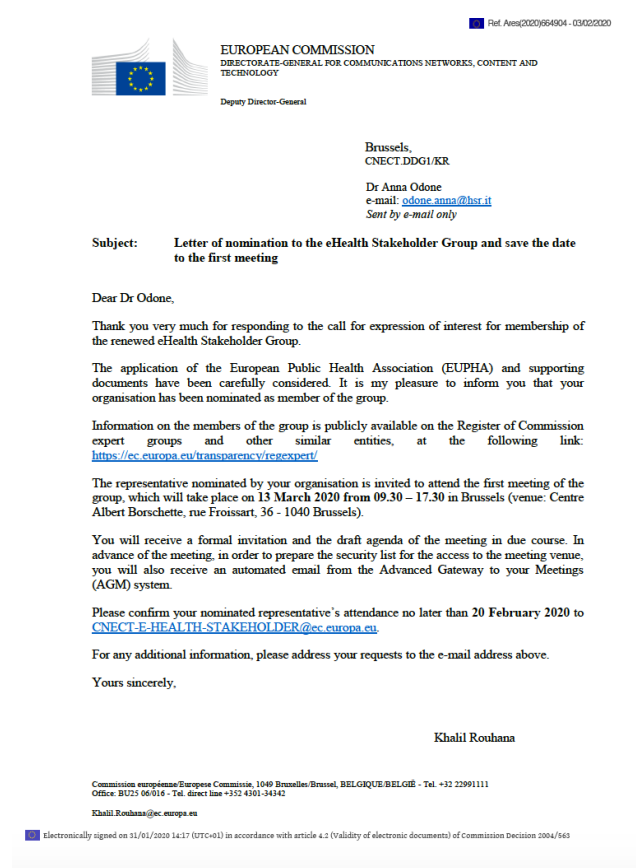 Ref. Ares(2020)664904 - 03/02/2020
EUROPEAN COMMISSION
DIRECTORATE-GENERAL FOR COMMUNICATIONS NETWORKS, CONTENT AND
TECHNOLOGY
Deputy Director-General
Brussels,
CNECT.DDG1/KR
Dr Anna Odone
e-mail: odone.anna@hsr.it
Sent by e-mail only
Subject: Letter of nomination to the eHealth Stakeholder Group and save the date
to the first meeting
Dear Dr Odone,
Thank you very much for responding to the call for expression of interest for membership of
the renewed eHealth Stakeholder Group.
The application of the European Public Health Association (EUPHA) and supporting
documents have been carefully considered. It is my pleasure to inform you that your
organisation has been nominated as member of the group.
Information on the members of the group is publicly available on the Register of Commission
expert groups and other similar entities, at the following link:
https://ec.europa.eu/transparency/regexpert/
The representative nominated by your organisation is invited to attend the first meeting of the
group, which will take place on 13 March 2020 from 09.30 – 17.30 in Brussels (venue: Centre
Albert Borschette, rue Froissart, 36 - 1040 Brussels).
You will receive a formal invitation and the draft agenda of the meeting in due course. In
advance of the meeting, in order to prepare the security list for the access to the meeting venue,
you will also receive an automated email from the Advanced Gateway to your Meetings
(AGM) system.
Please confirm your nominated representative's attendance no later than 20 February 2020 to
CNECT-E-HEALTH-STAKEHOLDER@ec.europa.eu.
For any additional information, please address your requests to the e-mail address above.
Yours sincerely,
Khalil Rouhana
Commission européenne/Europese Commissie, 1049 Bruxelles/Brussel, BELGIQUE/BELGIË - Tel. +32 22991111
Office: BU25 06/016 - Tel. direct line +352 4301-34342
Khalil.Rouhana@ec.europa.eu
Electronically signed on 31/01/2020 14:17 (UTC+01) in accordance with article 4.2 (Validity of electronic documents) of Commission Decision 2004/563